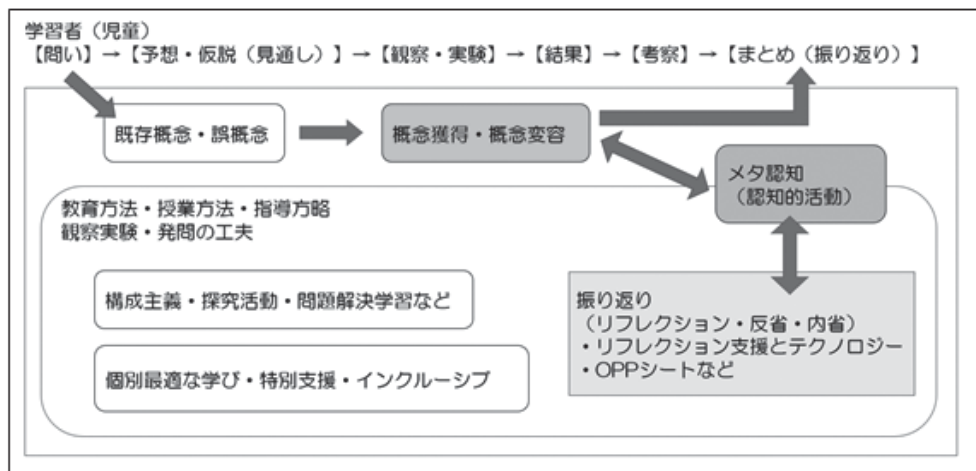 学習者（児童）
【問い】→【予想・仮説（見通し）】→【観察・実験】→【結果】→【考察】→【まとめ（振り返り）】
既存概念・誤概念
概念獲得・概念変容
メタ認知
（認知的活動）
教育方法・授業方法・指導方略
観察実験・発問の工夫
構成主義・探究活動・問題解決学習など
個別最適な学び・特別支援・インクルーシブ
振り返り
（リフレクション・反省・内省）
・リフレクション支援とテクノロジー
・OPPシートなど